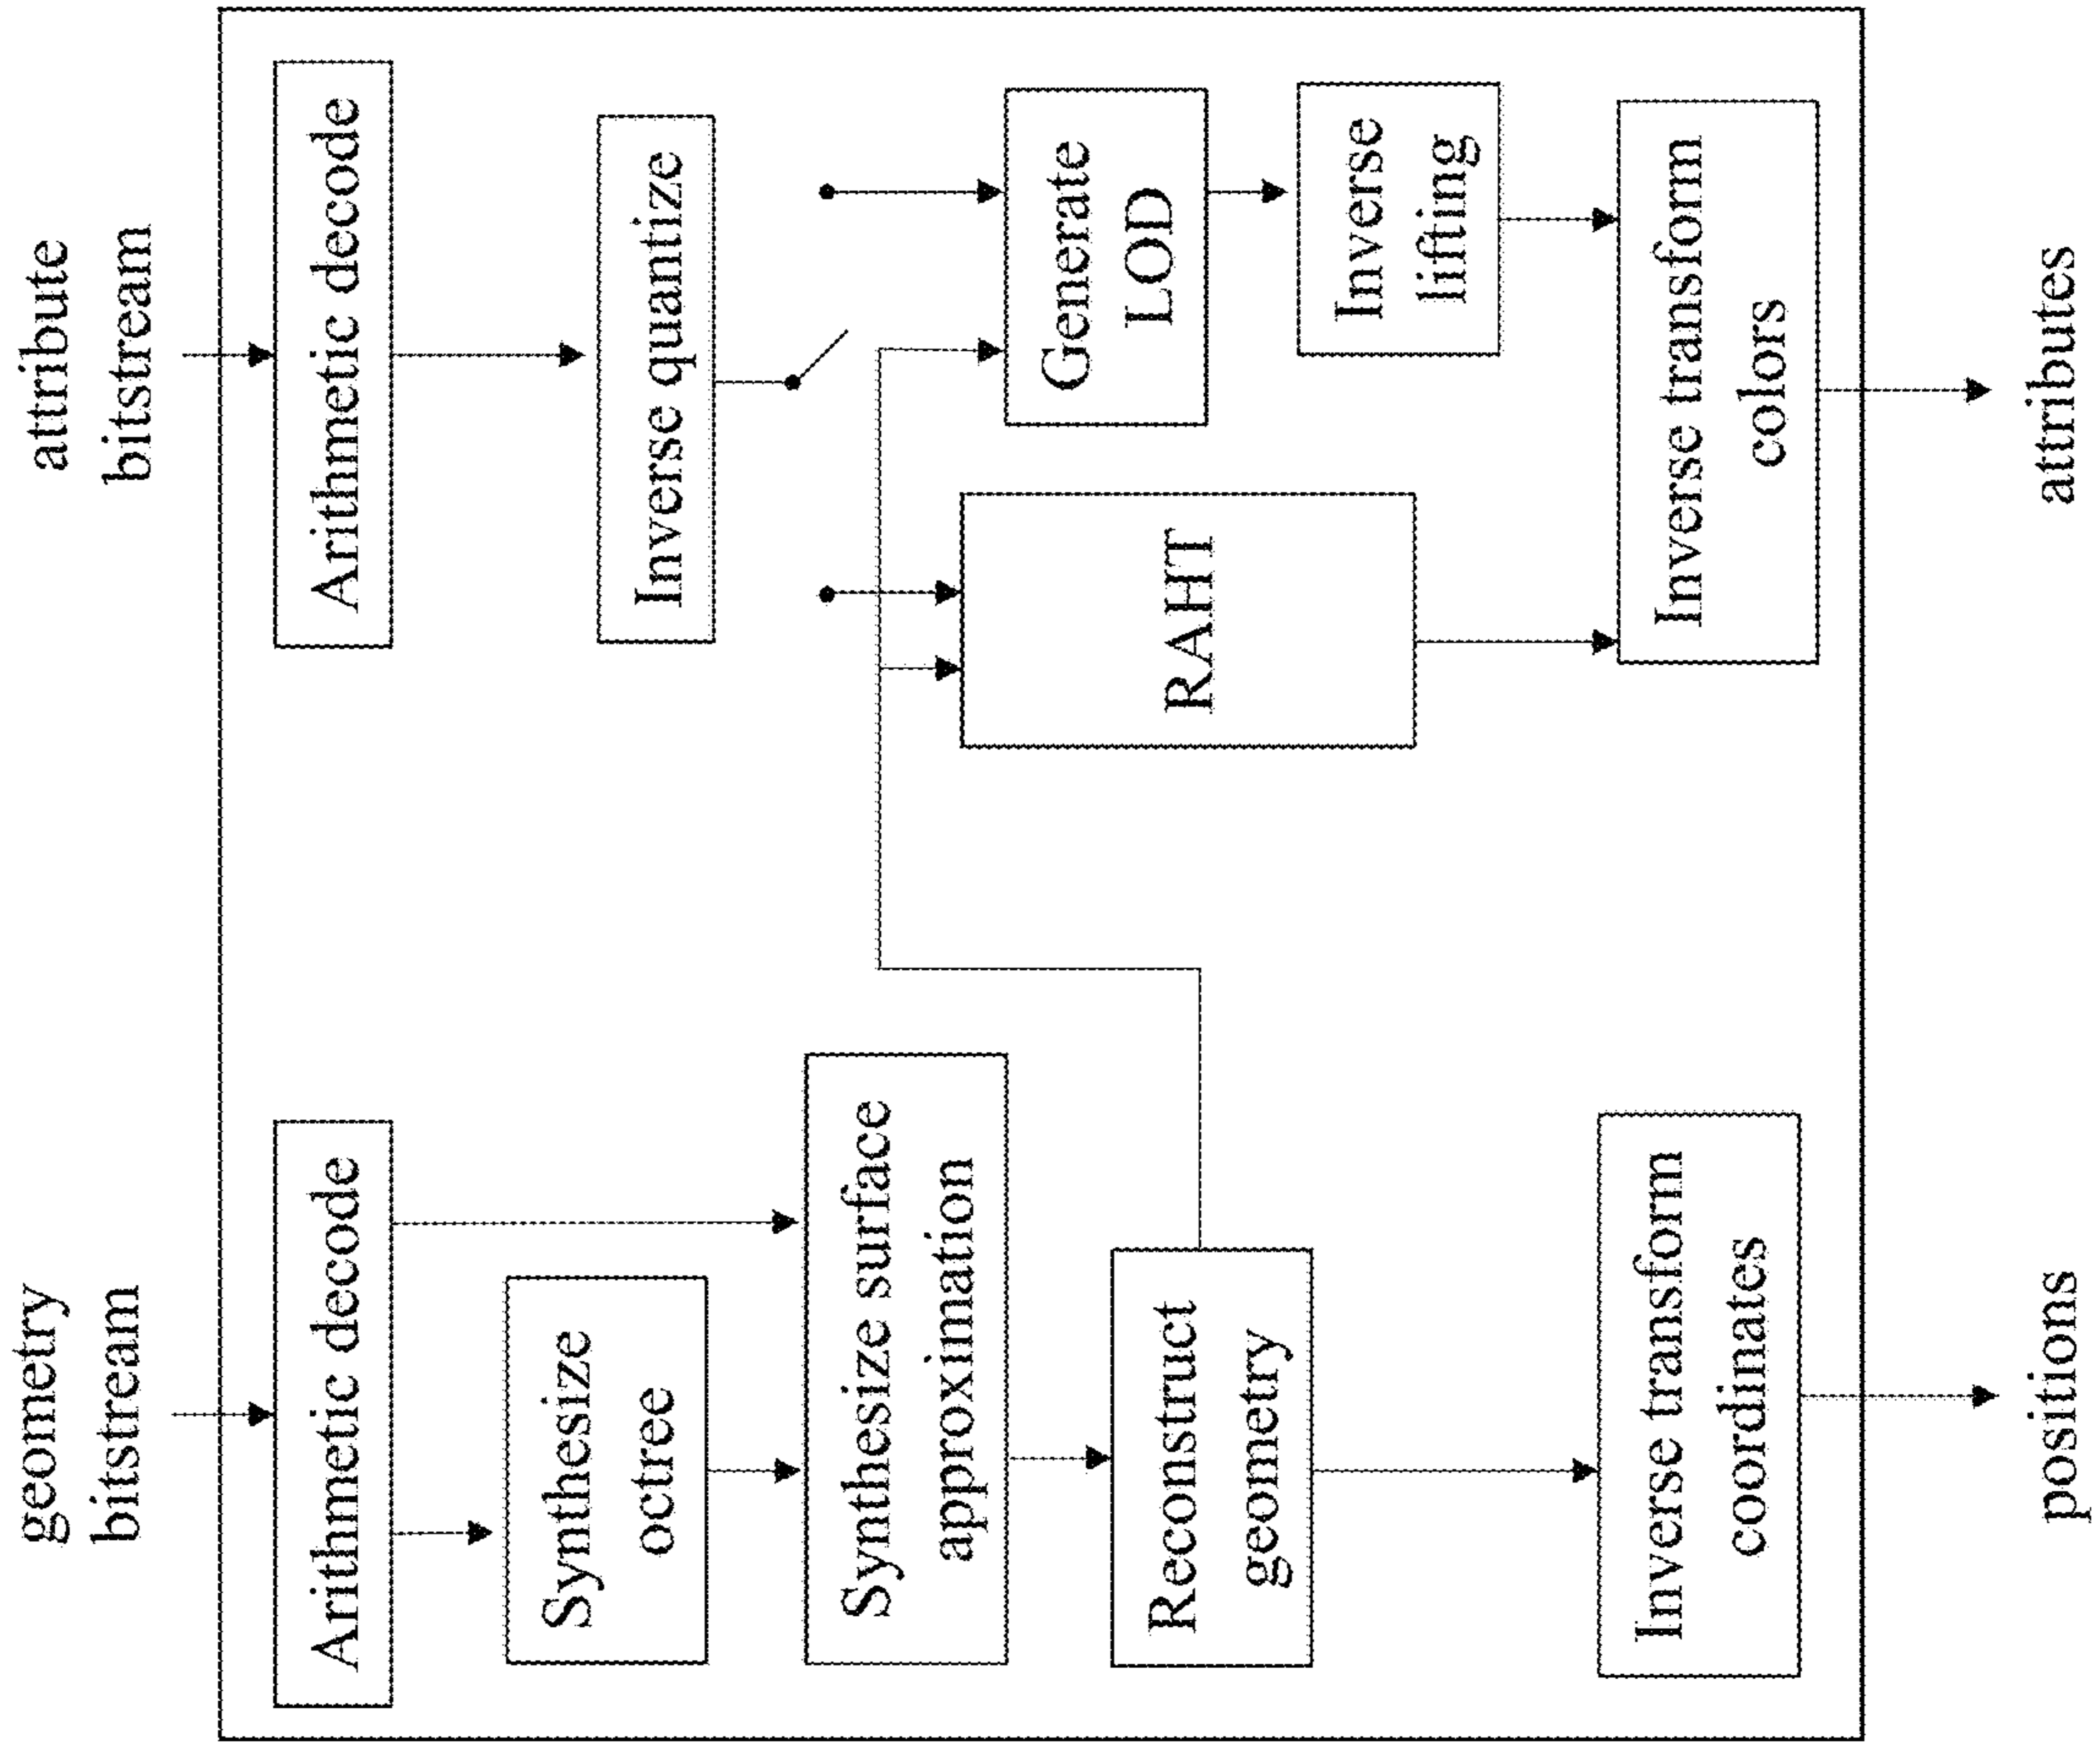 geometry
bitstream
Arithmetic decode
Synthesize
octree
Synthesize surface
approximation
Reconstruct
geometry
Inverse transform
coordinates
positions
attribute
bitstream
Arithmetic decode
Inverse quantize
RAHT
Generate
LOD
Inverse
lifting
Inverse transform
colors
attributes